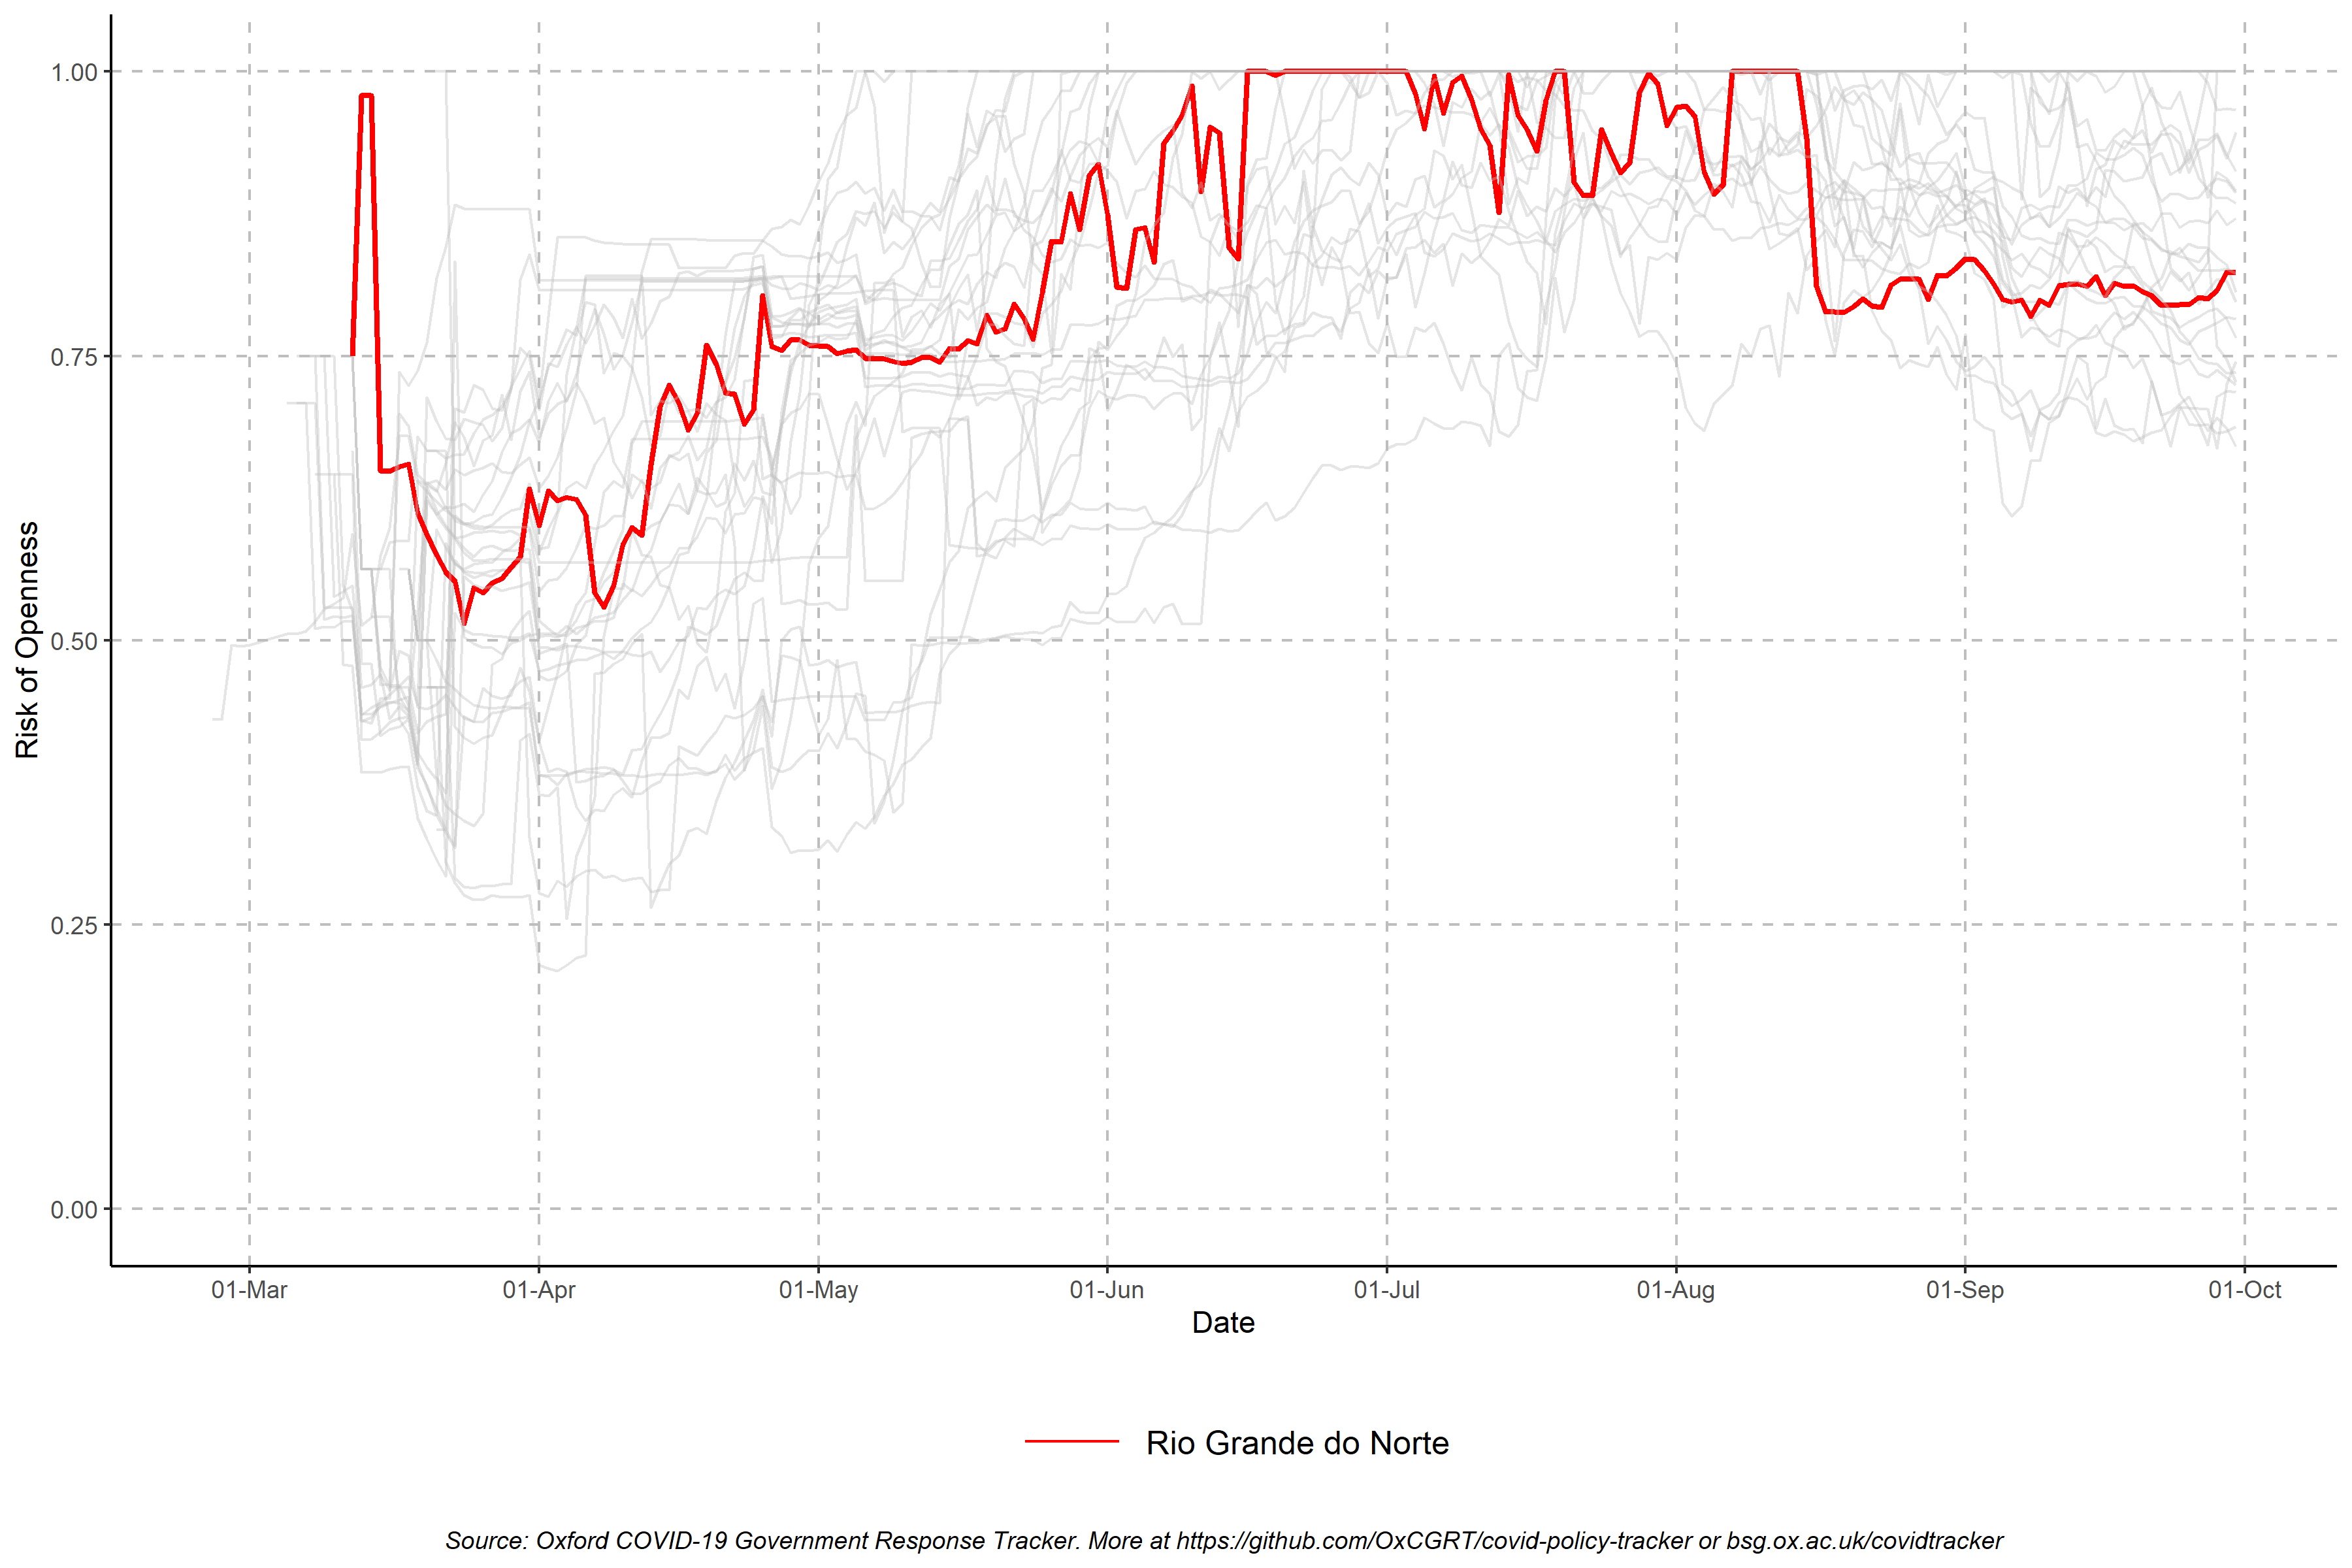 Risk of Openness
1.00
0.75
0.50
0.25
0.00
01-Mar
01-Apr
01-May
01-Jun
01-Jul
01-Aug
01-Sep
01-Oct
Date
Rio Grande do Norte
Source: Oxford COVID-19 Government Response Tracker. More at https://github.com/OxCGRT/covid-policy-tracker or bsg.ox.ac.uk/covidtracker